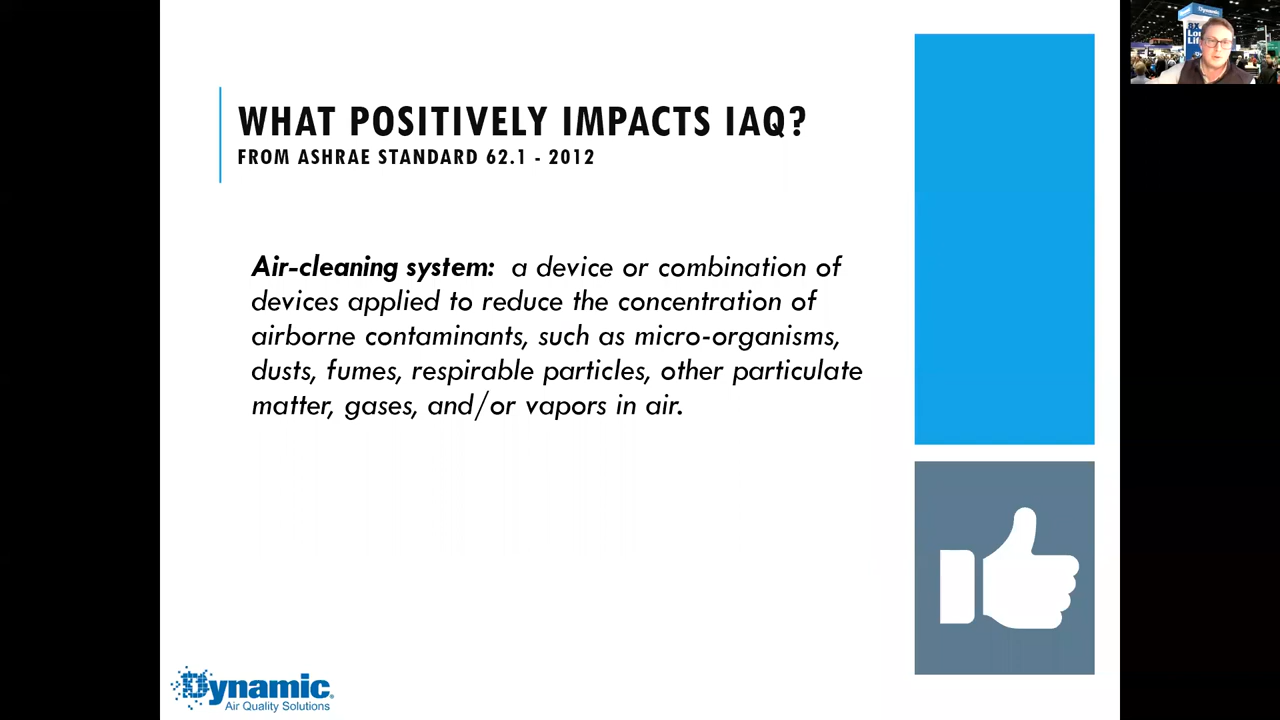 WHAT POSITIVELY IMPACTS IAQ?
FROM ASHRAE STANDARD 62.1 - 2012
Air-cleaning system: a device or combination of
devices applied to reduce the concentration of
airborne contaminants, such as micro-organisms,
dusts, fumes, respirable particles, other particulate
matter, gases, and/or vapors in air.
Dynamic
Air Quality Solutions
Dynamic
8X